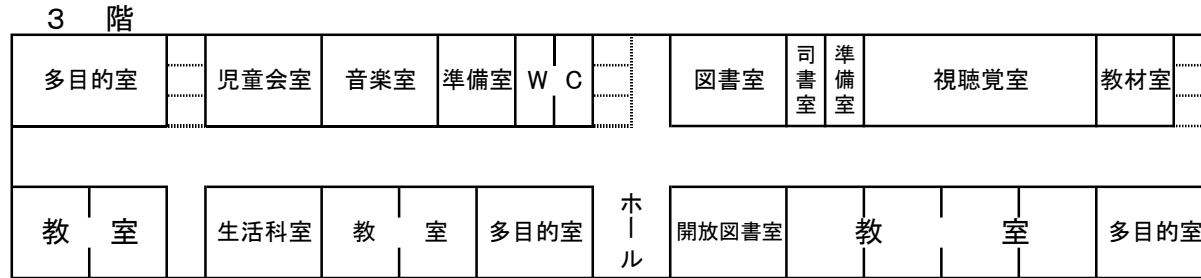 ３　階
多目的室　児童会室　音楽室　準備室　Ｗ　Ｃ　図書室　司書室　準備室　視聴覚室　教材室
教　室　生活科室　教　室　多目的室　ホール　開放図書室　教　室　多目的室